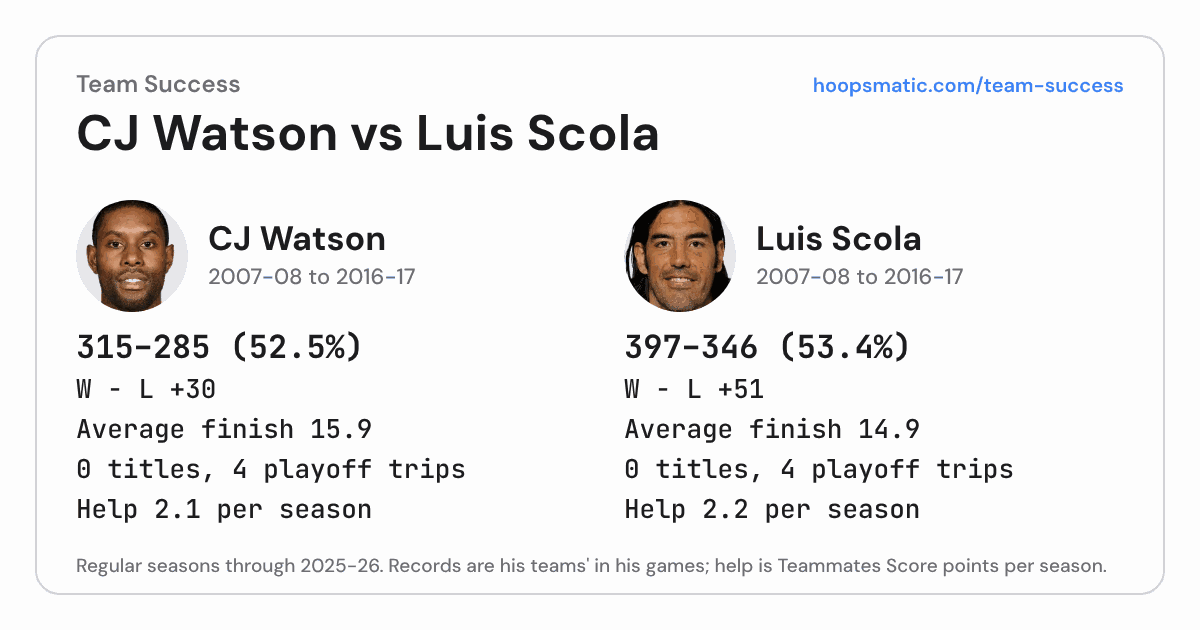 Team Success
hoopsmatic.com/team-success
CJ Watson vs Luis Scola
CJ Watson
2007–08 to 2016–17
315–285 (52.5%)
W - L +30
Average finish 15.9
0 titles, 4 playoff trips
Help 2.1 per season
Luis Scola
2007–08 to 2016–17
397–346 (53.4%)
W - L +51
Average finish 14.9
0 titles, 4 playoff trips
Help 2.2 per season
Regular seasons through 2025-26. Records are his teams' in his games; help is Teammates Score points per season.